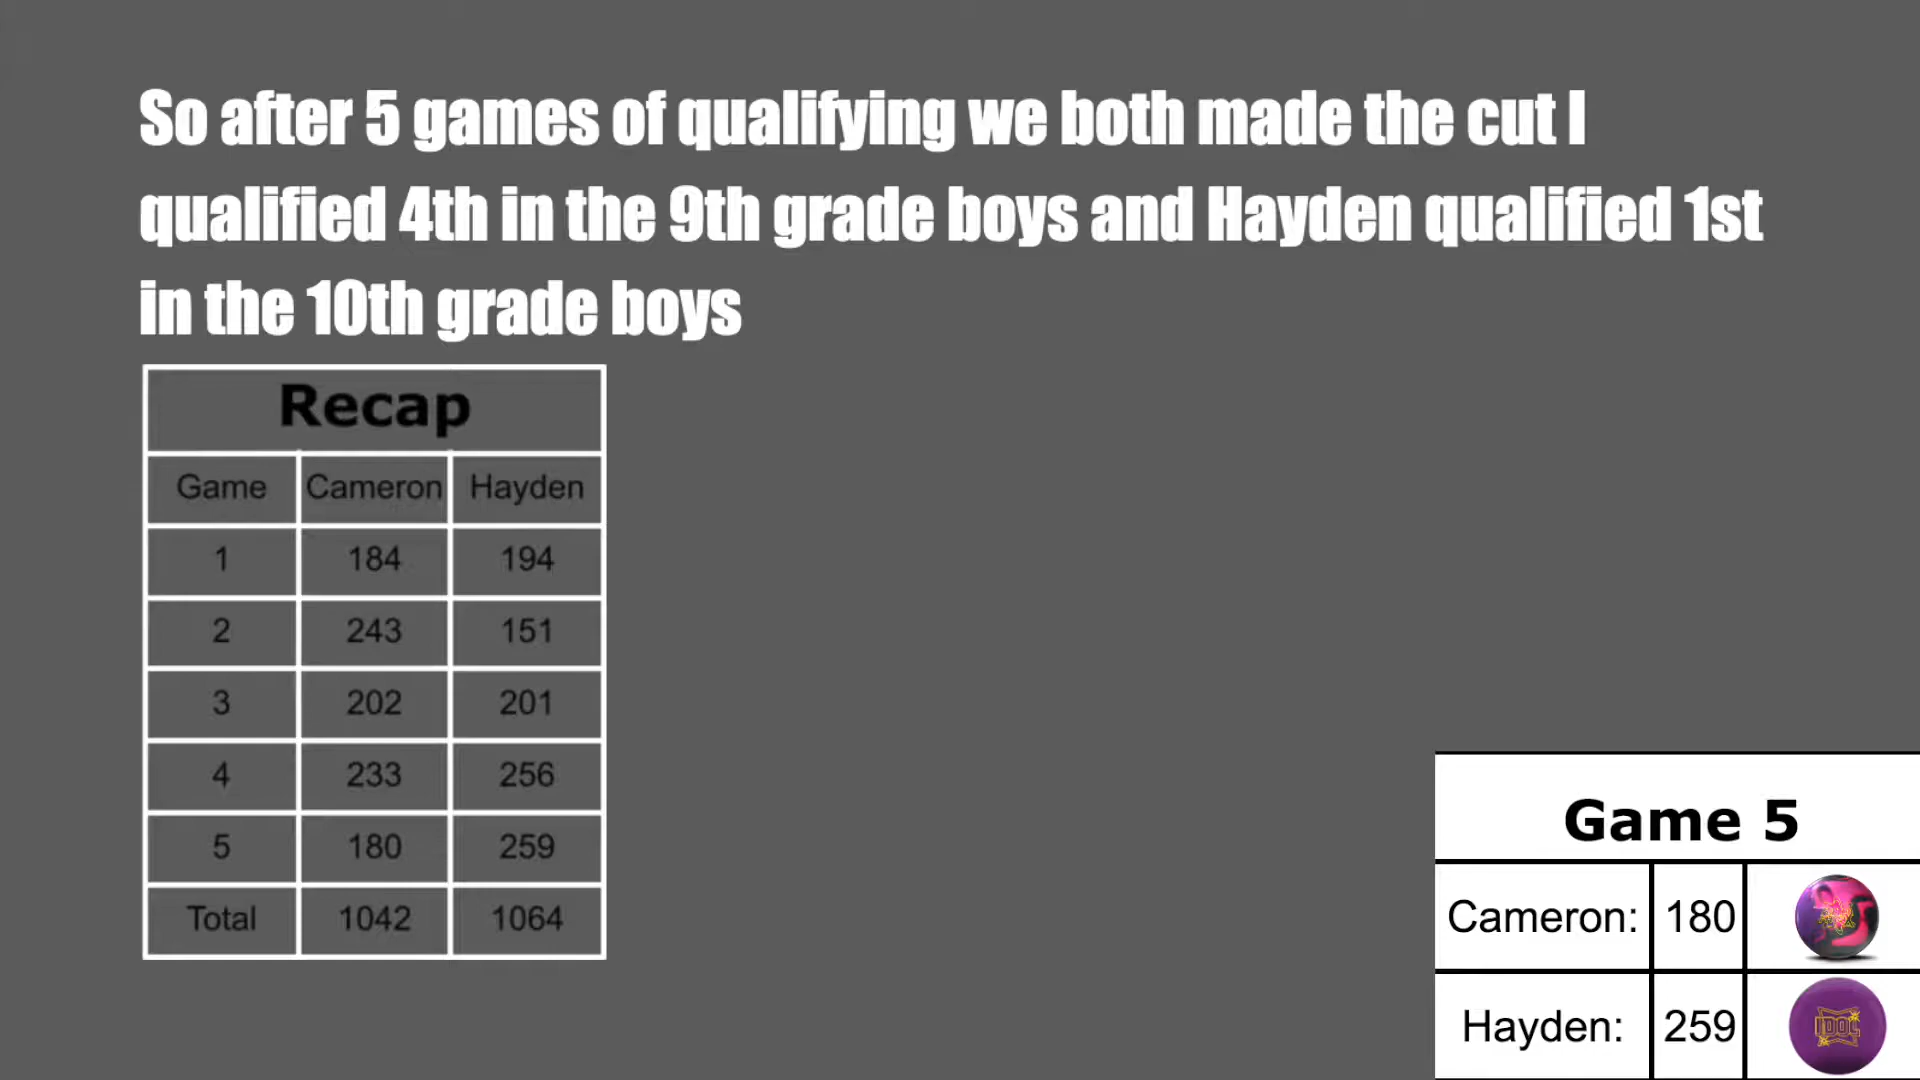 So after 5 games of qualifying we both made the cut I
qualified 4th in the 9th grade boys and Hayden qualified 1st
in the 10th grade boys
Recap
Game Cameron Hayden
1 184 194
2 243 151
3 202 201
4 233 256
5 180 259
Total 1042 1064
Game 5
Cameron: 180
Hayden: 259
IDOL